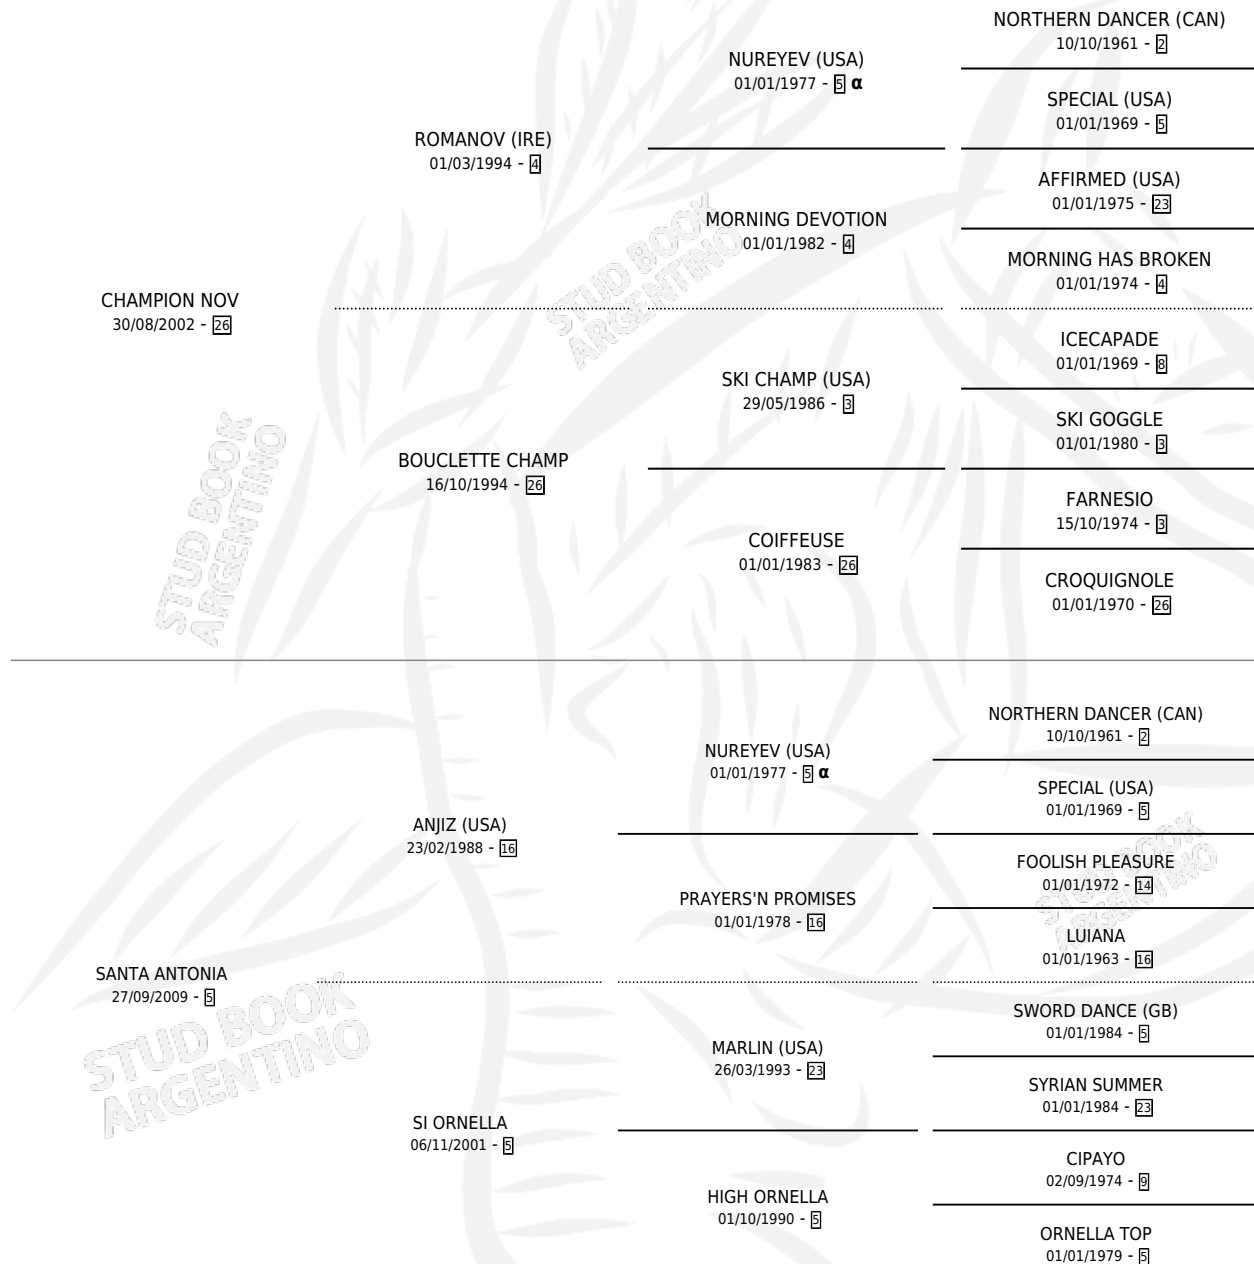 NORTHERN DANCER (CAN)
10/10/1961 - 2
NUREYEV (USA)
01/01/1977 - 5 α
SPECIAL (USA)
01/01/1969 - 5
ROMANOV (IRE)
01/03/1994 - 4
AFFIRMED (USA)
01/01/1975 - 23
MORNING DEVOTION
01/01/1982 - 4
MORNING HAS BROKEN
01/01/1974 - 4
CHAMPION NOV
30/08/2002 - 26
STUD BOOK
ARGENTINO
ICECAPADE
01/01/1969 - 8
SKI CHAMP (USA)
29/05/1986 - 3
SKI GOGGLE
01/01/1980 - 3
BOUCLETTE CHAMP
16/10/1994 - 26
FARNESIO
15/10/1974 - 3
COIFFEUSE
01/01/1983 - 26
CROQUIGNOLE
01/01/1970 - 26
STUD BOOK
ARGENTINO
NORTHERN DANCER (CAN)
10/10/1961 - 2
NUREYEV (USA)
01/01/1977 - 5 α
SPECIAL (USA)
01/01/1969 - 5
ANJIZ (USA)
23/02/1988 - 16
FOOLISH PLEASURE
01/01/1972 - 14
PRAYERS'N PROMISES
01/01/1978 - 16
LUIANA
01/01/1963 - 16
STUD BOOK
ARGENTINO
SANTA ANTONIA
27/09/2009 - 5
STUD BOOK
ARGENTINO
SWORD DANCE (GB)
01/01/1984 - 5
MARLIN (USA)
26/03/1993 - 23
SYRIAN SUMMER
01/01/1984 - 23
SI ORNELLA
06/11/2001 - 5
CIPAYO
02/09/1974 - 9
HIGH ORNELLA
01/10/1990 - 5
ORNELLA TOP
01/01/1979 - 5